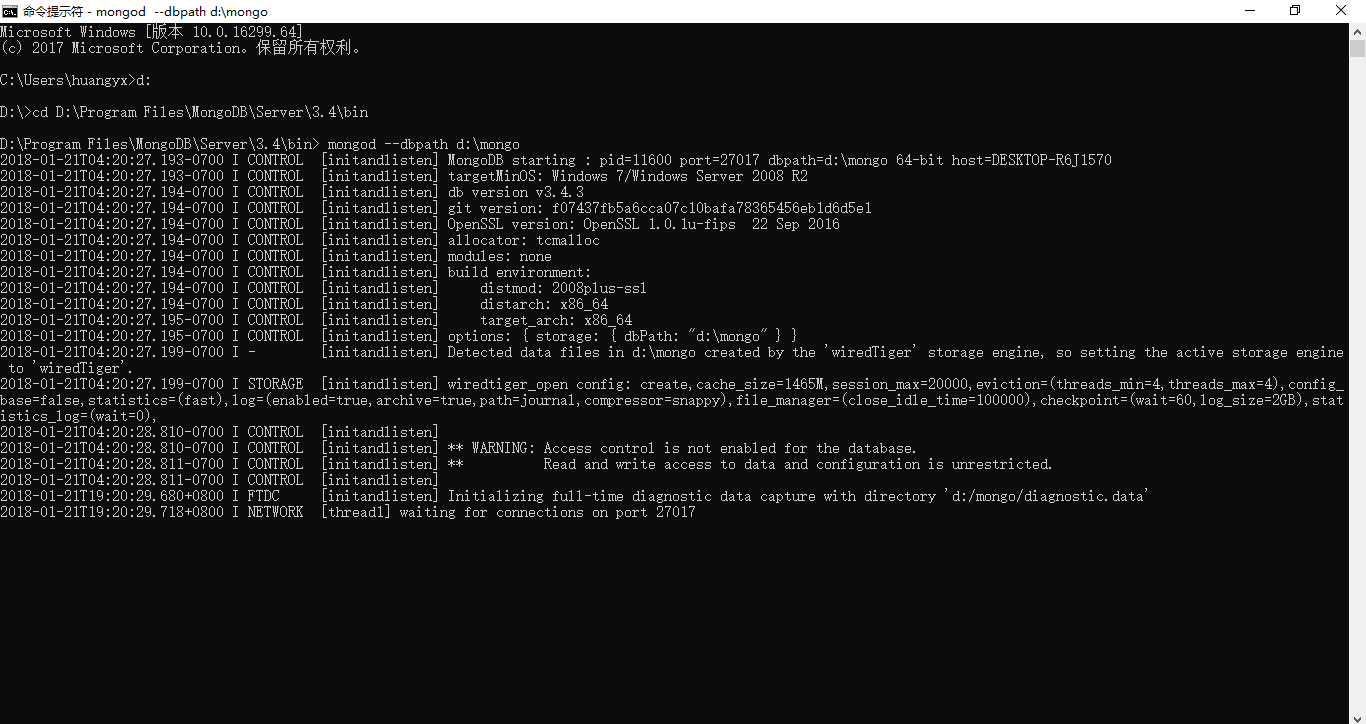 命令提示符 - mongod  --dbpath d:\mongo
Microsoft Windows [版本 10.0.16299.64]
(c) 2017 Microsoft Corporation。保留所有权利。
C:\Users\huangyx>d:
D:\>cd D:\Program Files\MongoDB\Server\3.4\bin
D:\Program Files\MongoDB\Server\3.4\bin> mongod --dbpath d:\mongo
2018-01-21T04:20:27.193-0700 I CONTROL  [initandlisten] MongoDB starting : pid=11600 port=27017 dbpath=d:\mongo 64-bit host=DESKTOP-R6J1570
2018-01-21T04:20:27.193-0700 I CONTROL  [initandlisten] targetMinOS: Windows 7/Windows Server 2008 R2
2018-01-21T04:20:27.194-0700 I CONTROL  [initandlisten] db version v3.4.3
2018-01-21T04:20:27.194-0700 I CONTROL  [initandlisten] git version: f07437fb5a6cca07c10bafa78365456eb1d6d5e1
2018-01-21T04:20:27.194-0700 I CONTROL  [initandlisten] OpenSSL version: OpenSSL 1.0.1u-fips  22 Sep 2016
2018-01-21T04:20:27.194-0700 I CONTROL  [initandlisten] allocator: tcmalloc
2018-01-21T04:20:27.194-0700 I CONTROL  [initandlisten] modules: none
2018-01-21T04:20:27.194-0700 I CONTROL  [initandlisten] build environment:
2018-01-21T04:20:27.194-0700 I CONTROL  [initandlisten]     distmod: 2008plus-ssl
2018-01-21T04:20:27.194-0700 I CONTROL  [initandlisten]     distarch: x86_64
2018-01-21T04:20:27.195-0700 I CONTROL  [initandlisten]     target_arch: x86_64
2018-01-21T04:20:27.195-0700 I CONTROL  [initandlisten] options: { storage: { dbPath: "d:\mongo" } }
2018-01-21T04:20:27.199-0700 I -        [initandlisten] Detected data files in d:\mongo created by the 'wiredTiger' storage engine, so setting the active storage engine
 to 'wiredTiger'.
2018-01-21T04:20:27.199-0700 I STORAGE  [initandlisten] wiredtiger_open config: create,cache_size=1465M,session_max=20000,eviction=(threads_min=4,threads_max=4),config_
base=false,statistics=(fast),log=(enabled=true,archive=true,path=journal,compressor=snappy),file_manager=(close_idle_time=100000),checkpoint=(wait=60,log_size=2GB),stat
istics_log=(wait=0),
2018-01-21T04:20:28.810-0700 I CONTROL  [initandlisten]
2018-01-21T04:20:28.810-0700 I CONTROL  [initandlisten] ** WARNING: Access control is not enabled for the database.
2018-01-21T04:20:28.811-0700 I CONTROL  [initandlisten] **          Read and write access to data and configuration is unrestricted.
2018-01-21T04:20:28.811-0700 I CONTROL  [initandlisten]
2018-01-21T19:20:29.680+0800 I FTDC     [initandlisten] Initializing full-time diagnostic data capture with directory 'd:/mongo/diagnostic.data'
2018-01-21T19:20:29.718+0800 I NETWORK  [thread1] waiting for connections on port 27017